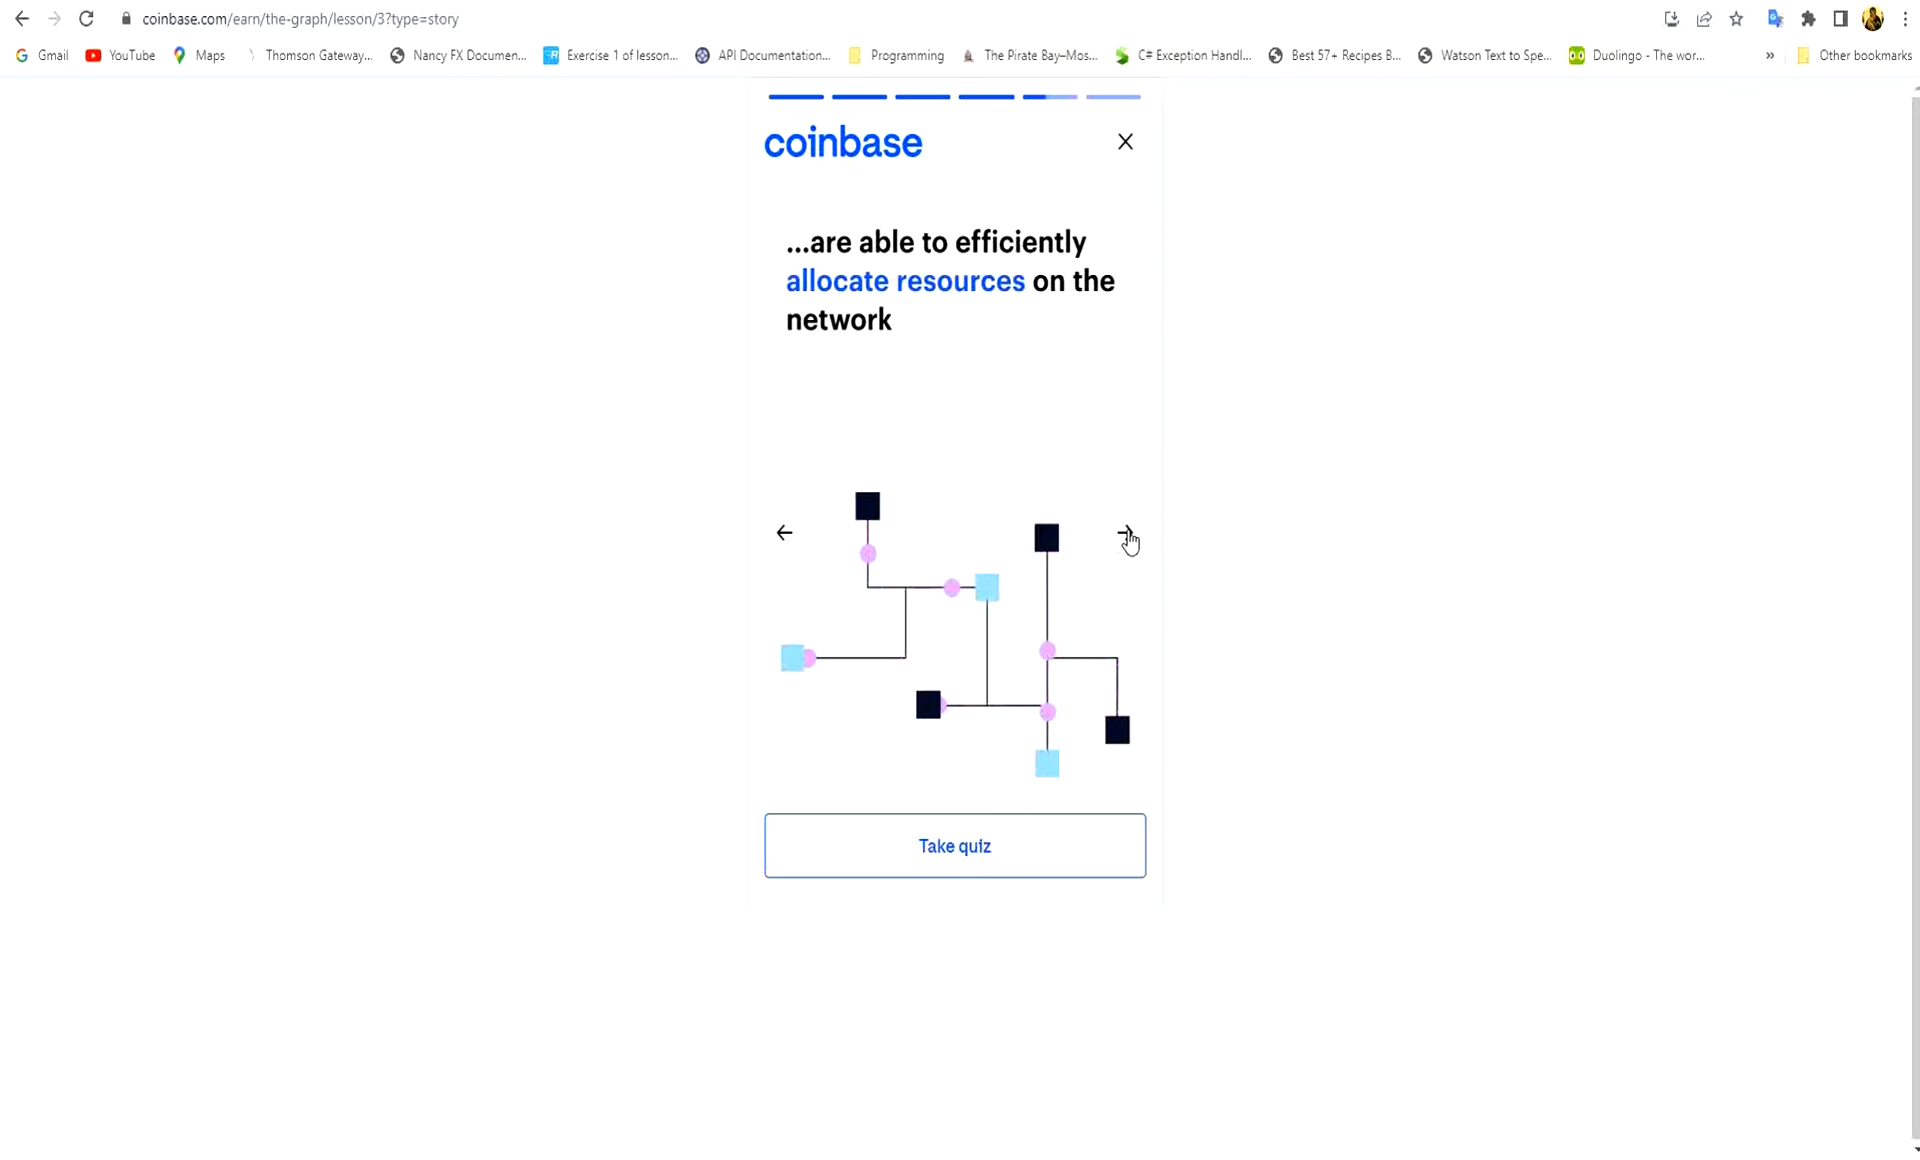 coinbase.com/earn/the-graph/lesson/3?type=story
Gmail YouTube Maps Thomson Gateway... Nancy FX Documen... Exercise 1 of lesson... API Documentation... Programming The Pirate Bay–Mos... C# Exception Handl... Best 57+ Recipes B... Watson Text to Spe... Duolingo - The wor... » Other bookmarks
coinbase
...are able to efficiently
allocate resources on the
network
Take quiz